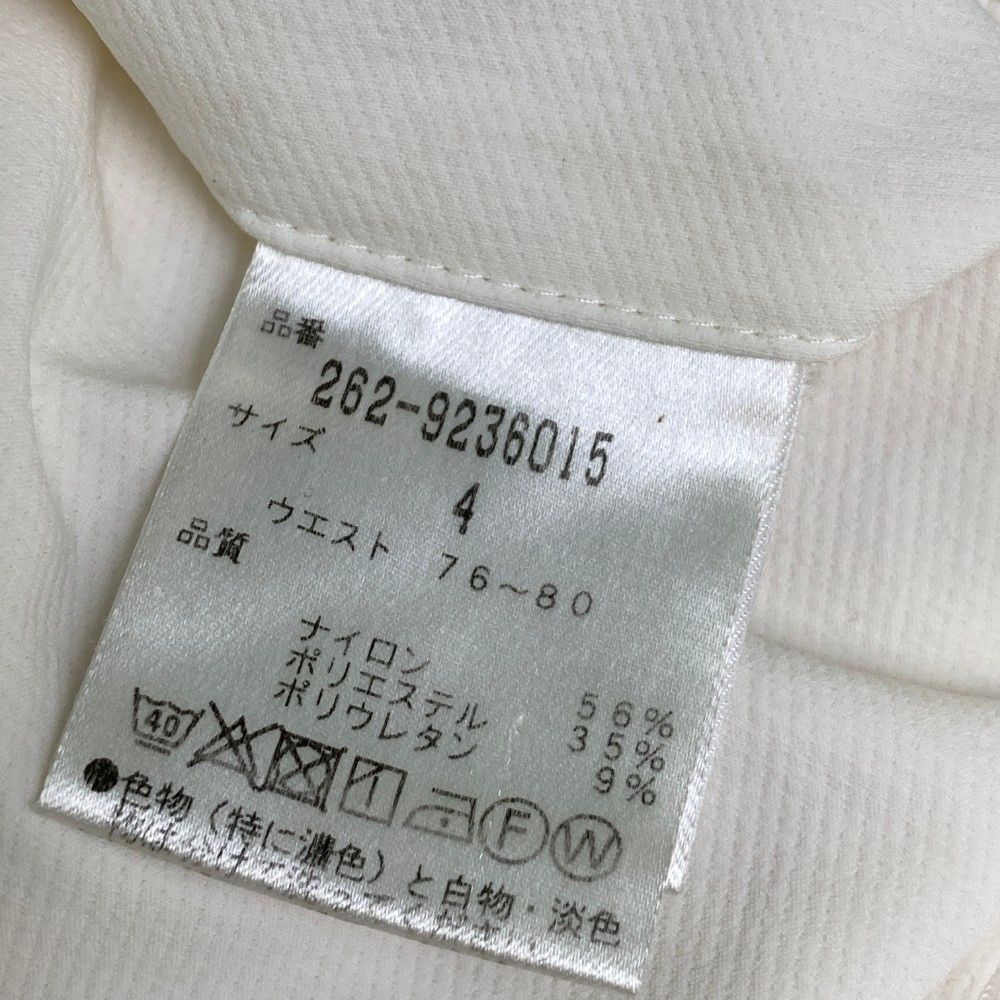 品番
262-9236015
サイズ
4
ウエスト 76~80
品質
ナイロン 56%
ポリエステル 35%
ポリウレタン 9%
40
F W
●色物(特に濃色)と白物・淡色